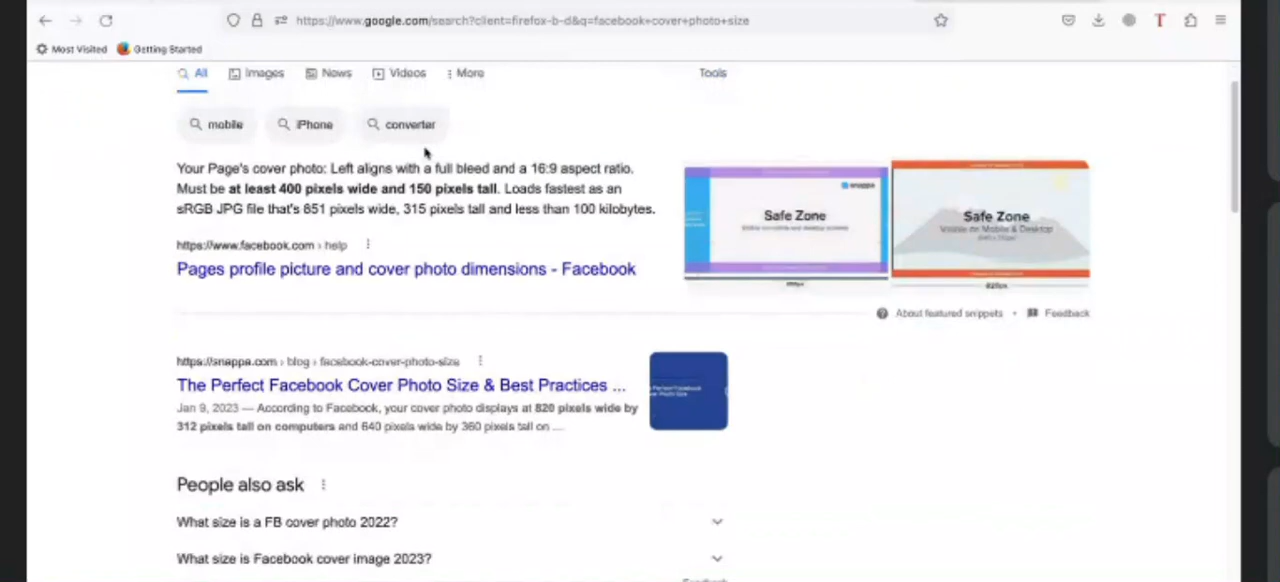 https://www.google.com/search?client=firefox-b-d&q=facebook+cover+photo+size
T
Most Visited Getting Started
All Images News Videos More Tools
mobile iPhone converter
Your Page's cover photo: Left aligns with a full bleed and a 16:9 aspect ratio.
Must be at least 400 pixels wide and 150 pixels tall. Loads fastest as an
sRGB JPG file that's 851 pixels wide, 315 pixels tall and less than 100 kilobytes.
https://www.facebook.com › help
Pages profile picture and cover photo dimensions - Facebook
snappa
Safe Zone
Safe Zone
Visible on Mobile & Desktop
820px
About featured snippets • Feedback
https://snappa.com › blog › facebook-cover-photo-size
The Perfect Facebook Cover Photo Size & Best Practices ...
Jan 9, 2023 — According to Facebook, your cover photo displays at 820 pixels wide by
312 pixels tall on computers and 640 pixels wide by 360 pixels tall on ...
People also ask
What size is a FB cover photo 2022?
What size is Facebook cover image 2023?
Feedback